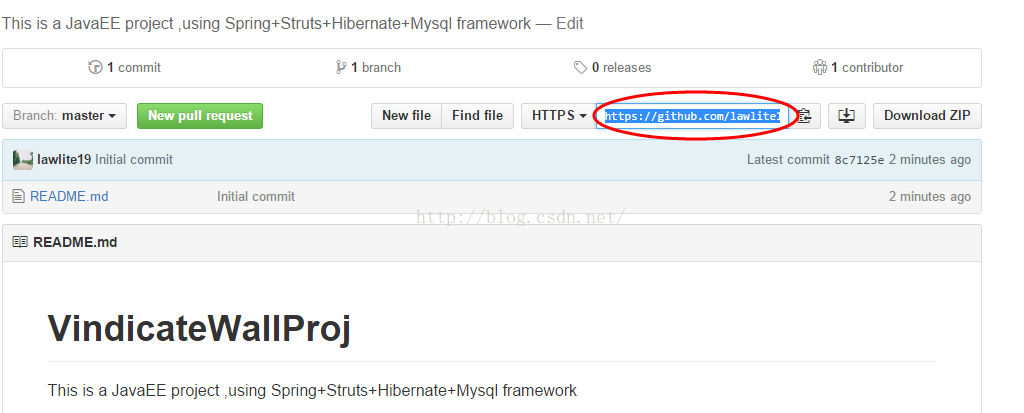 This is a JavaEE project ,using Spring+Struts+Hibernate+Mysql framework — Edit
1 commit 1 branch 0 releases 1 contributor
Branch: master New pull request New file Find file HTTPS https://github.com/lawlite1 Download ZIP
lawlite19 Initial commit Latest commit 8c7125e 2 minutes ago
README.md Initial commit 2 minutes ago
http://blog.csdn.net/
README.md
VindicateWallProj
This is a JavaEE project ,using Spring+Struts+Hibernate+Mysql framework